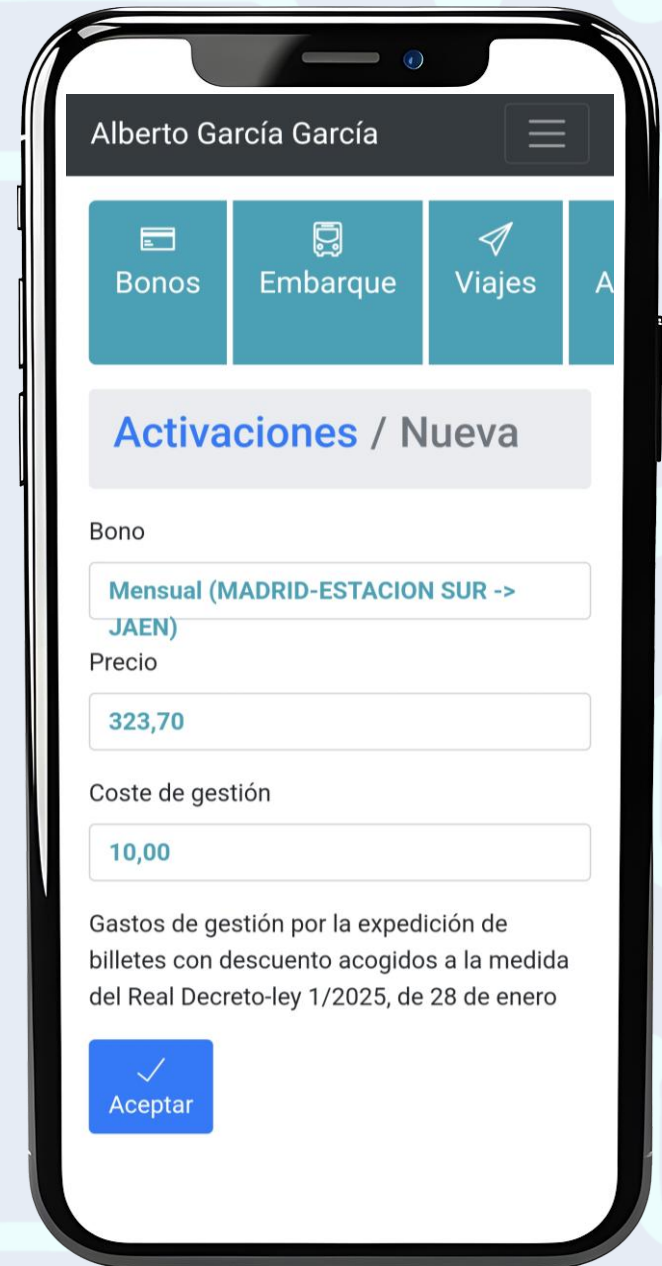 Alberto García García
Bonos
Embarque
Viajes
A
Activaciones / Nueva
Bono
Mensual (MADRID-ESTACION SUR ->
JAEN)
Precio
323,70
Coste de gestión
10,00
Gastos de gestión por la expedición de
billetes con descuento acogidos a la medida
del Real Decreto-ley 1/2025, de 28 de enero
Aceptar